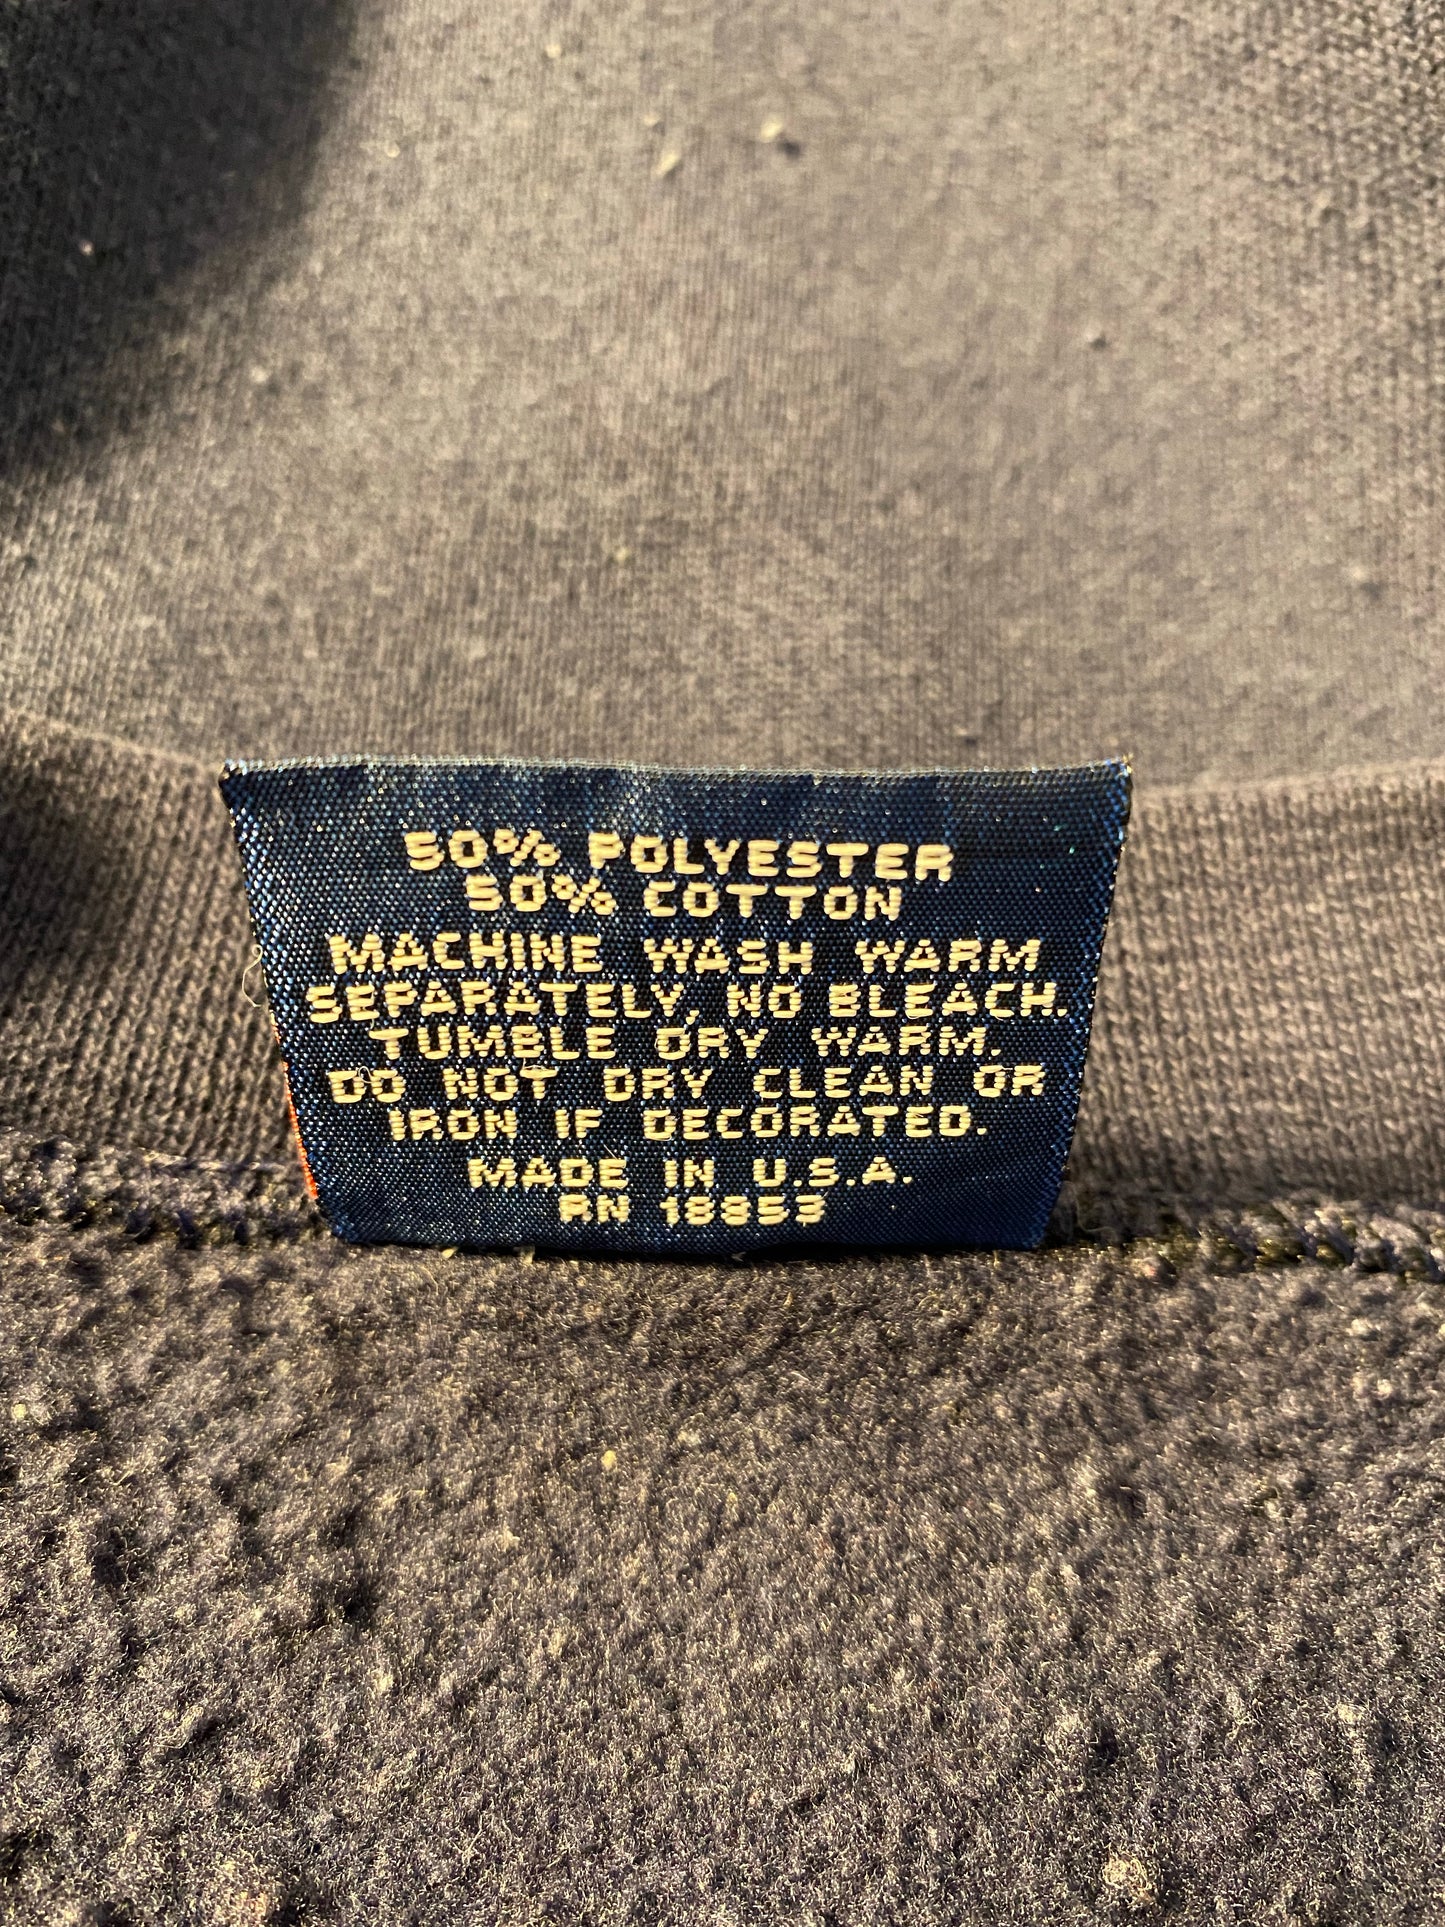 50% POLYESTER
50% COTTON
MACHINE WASH WARM
SEPARATELY, NO BLEACH.
TUMBLE DRY WARM.
DO NOT DRY CLEAN OR
IRON IF DECORATED.
MADE IN U.S.A.
RN